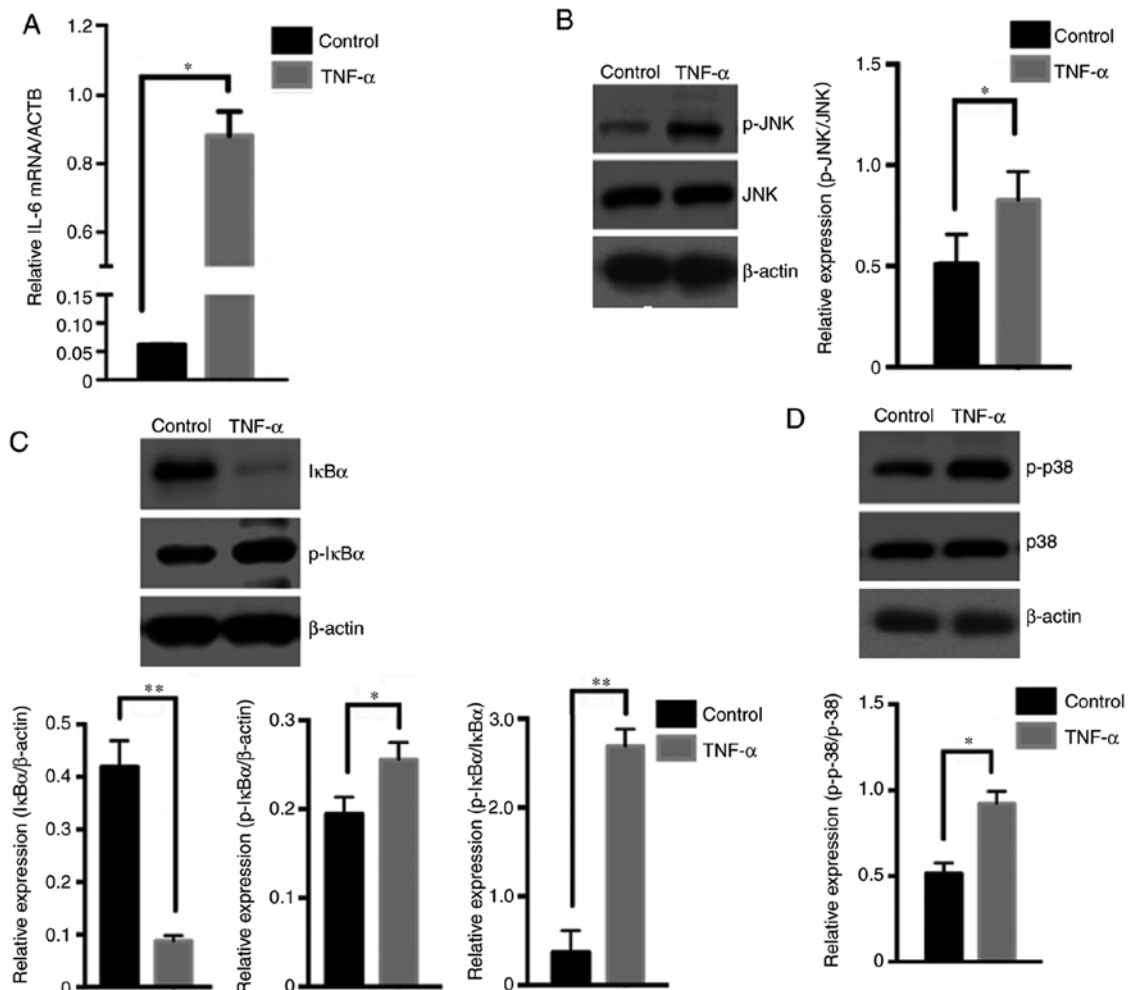 A
Relative IL-6 mRNA/ACTB
1.2
1.0
0.8
0.6
0.15
0.10
0.05
0
*
Control
TNF-α
B
Control TNF-α
p-JNK
JNK
β-actin
Relative expression (p-JNK/JNK)
1.5
1.0
0.5
0
*
Control
TNF-α
C
Control TNF-α
IκBα
p-IκBα
β-actin
Relative expression (IκBα/β-actin)
0.5
0.4
0.3
0.2
0.1
0
**
Relative expression (p-IκBα/β-actin)
0.3
0.2
0.1
0
*
Relative expression (p-IκBα/IκBα)
3.0
2.0
1.0
0
**
Control
TNF-α
D
Control TNF-α
p-p38
p38
β-actin
Relative expression (p-p-38/p-38)
1.5
1.0
0.5
0
*
Control
TNF-α